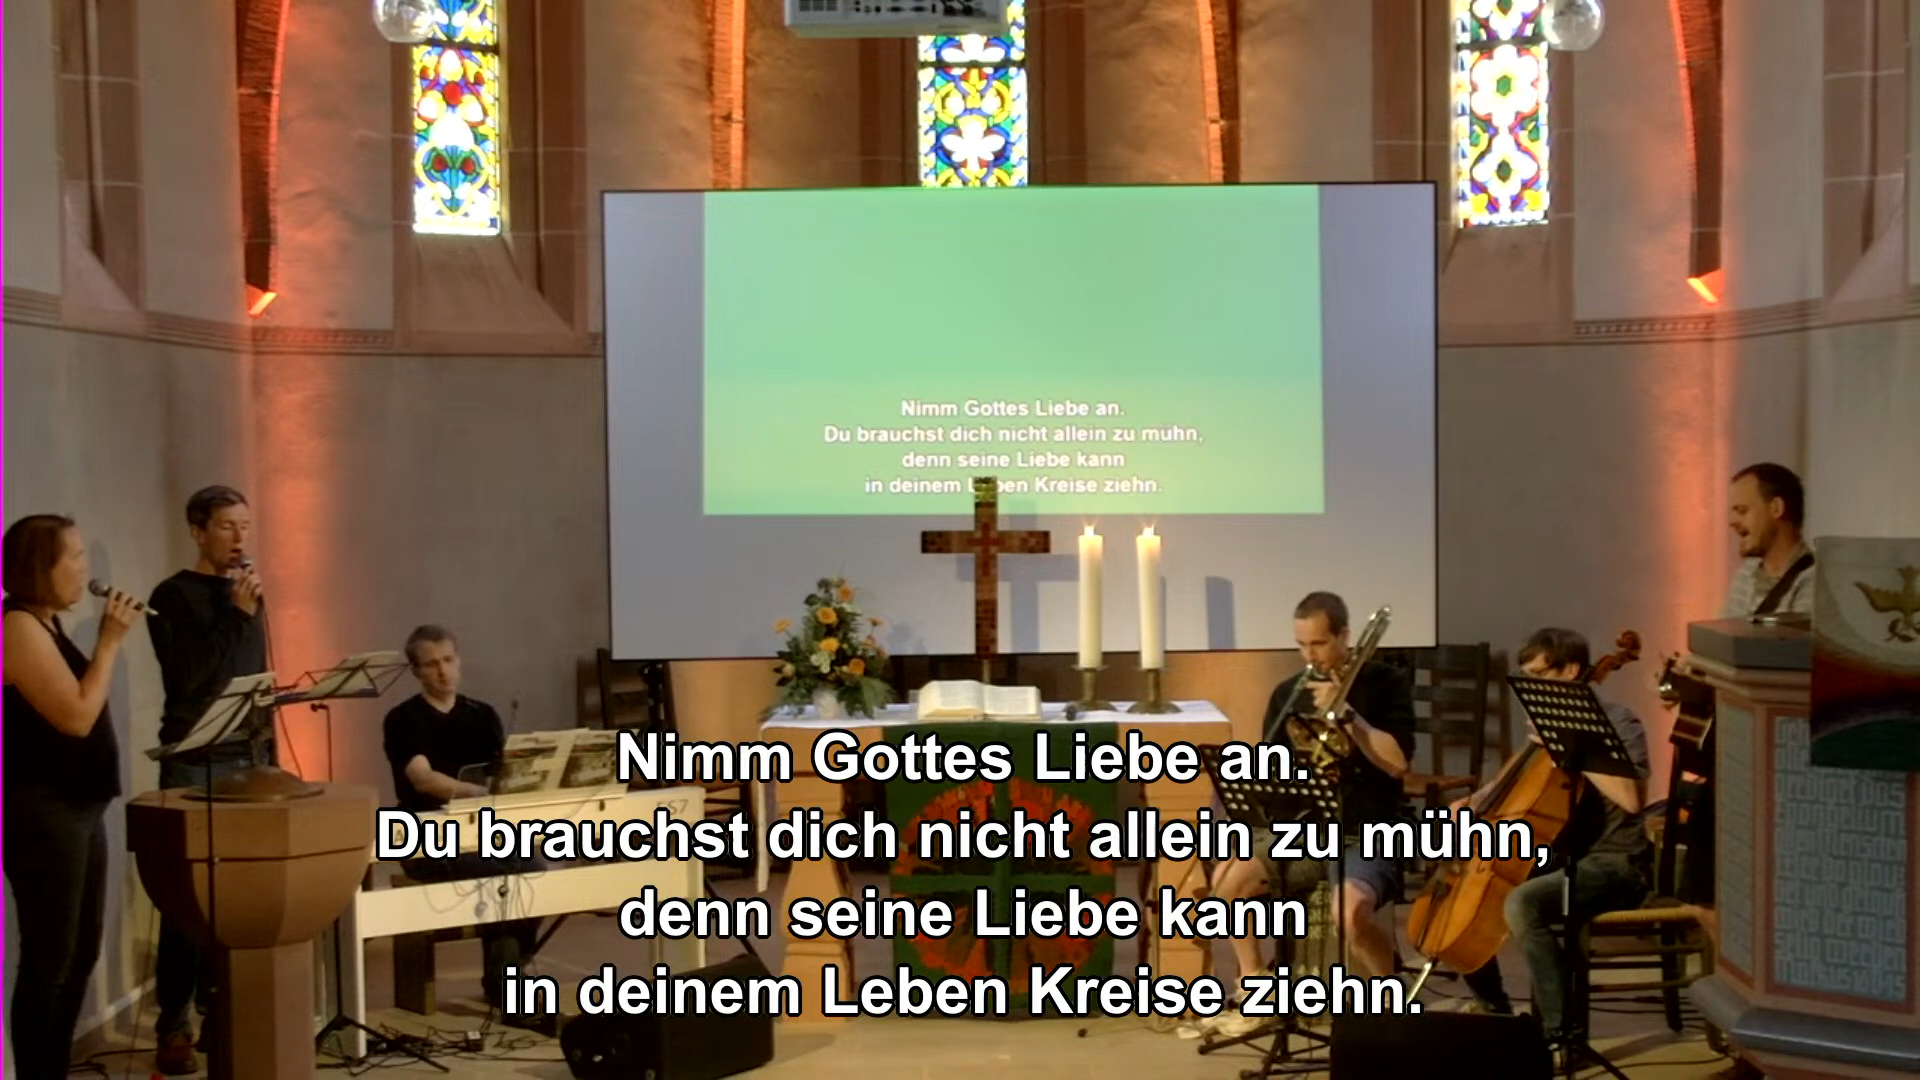 Nimm Gottes Liebe an.
Du brauchst dich nicht allein zu mühn,
denn seine Liebe kann
in deinem Leben Kreise ziehn.
Nimm Gottes Liebe an.
Du brauchst dich nicht allein zu mühn,
denn seine Liebe kann
in deinem Leben Kreise ziehn.